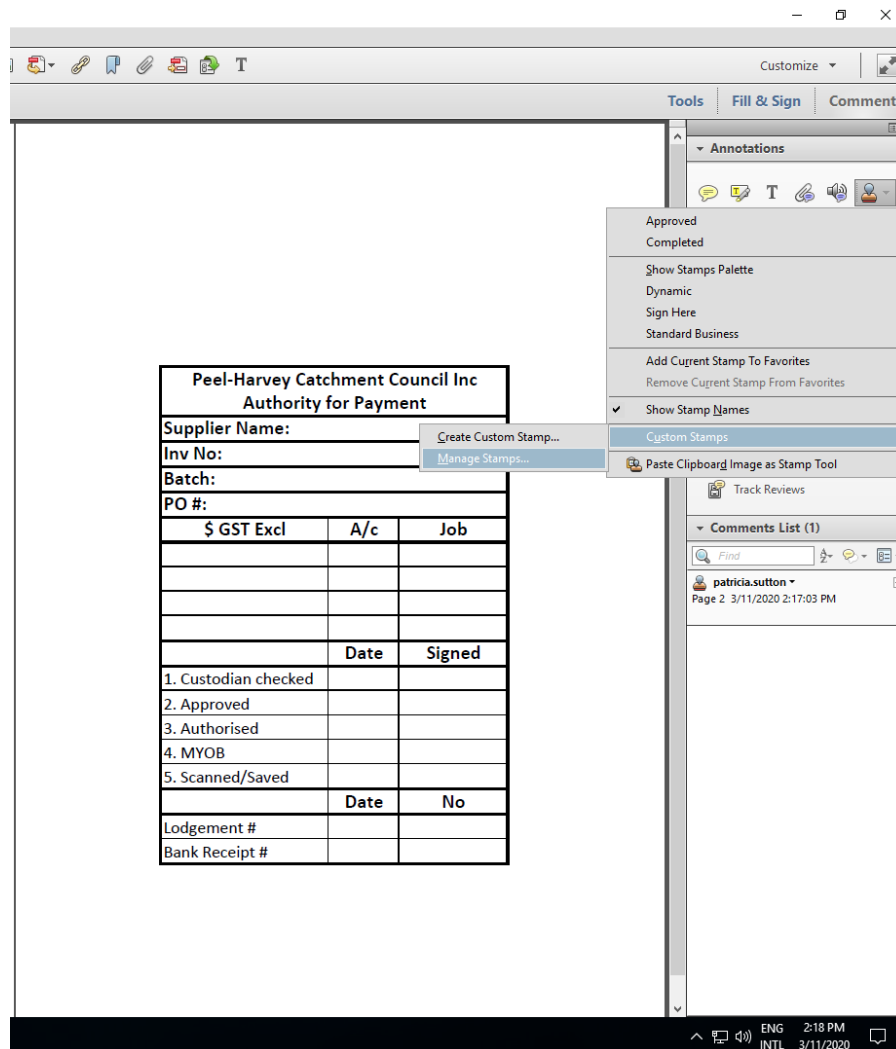 T
Customize
Tools Fill & Sign Comment
Annotations
T T
Approved
Completed
Show Stamps Palette
Dynamic
Sign Here
Standard Business
Add Current Stamp To Favorites
Remove Current Stamp From Favorites
Show Stamp Names
Custom Stamps
Create Custom Stamp...
Manage Stamps...
Paste Clipboard Image as Stamp Tool
Track Reviews
Comments List (1)
Find
patricia.sutton
Page 2 3/11/2020 2:17:03 PM
Peel-Harvey Catchment Council Inc
Authority for Payment
Supplier Name:
Inv No:
Batch:
PO #:
$ GST Excl A/c Job
Date Signed
1. Custodian checked
2. Approved
3. Authorised
4. MYOB
5. Scanned/Saved
Date No
Lodgement #
Bank Receipt #
ENG 2:18 PM
INTL 3/11/2020